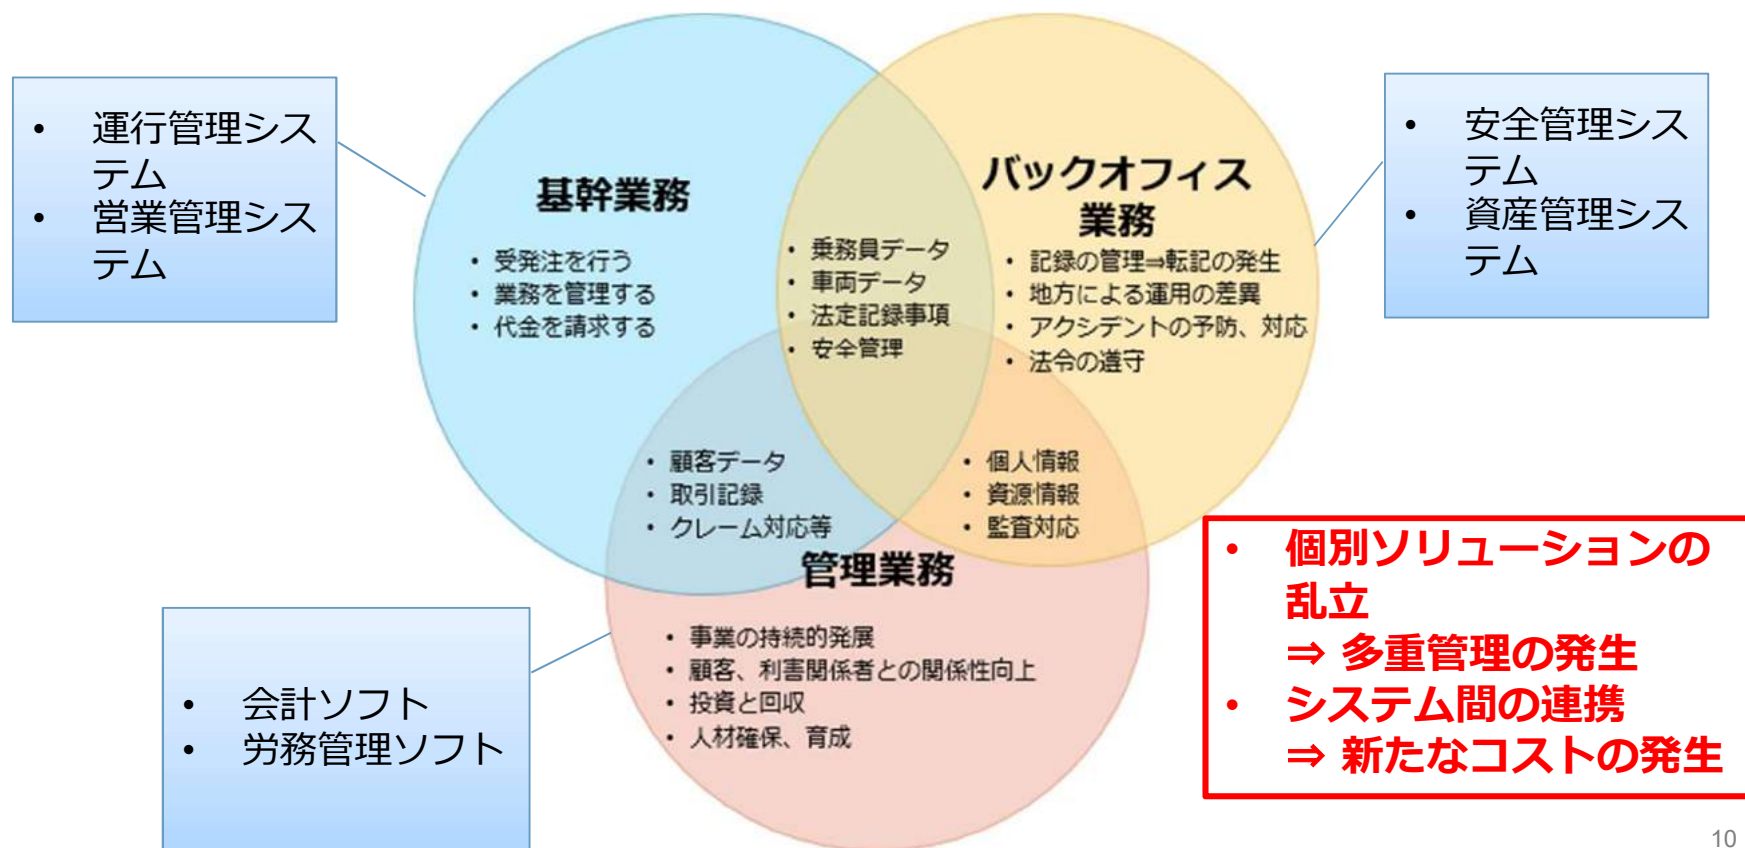 • 運行管理シス
テム
• 営業管理シス
テム
基幹業務
• 受発注を行う
• 業務を管理する
• 代金を請求する
• 乗務員データ
• 車両データ
• 法定記録事項
• 安全管理
バックオフィス
業務
• 記録の管理⇒転記の発生
• 地方による運用の差異
• アクシデントの予防、対応
• 法令の遵守
• 安全管理シス
テム
• 資産管理シス
テム
• 顧客データ
• 取引記録
• クレーム対応等
• 個人情報
• 資源情報
• 監査対応
管理業務
• 事業の持続的発展
• 顧客、利害関係者との関係性向上
• 投資と回収
• 人材確保、育成
• 会計ソフト
• 労務管理ソフト
• 個別ソリューションの
乱立
⇒ 多重管理の発生
• システム間の連携
⇒ 新たなコストの発生
10